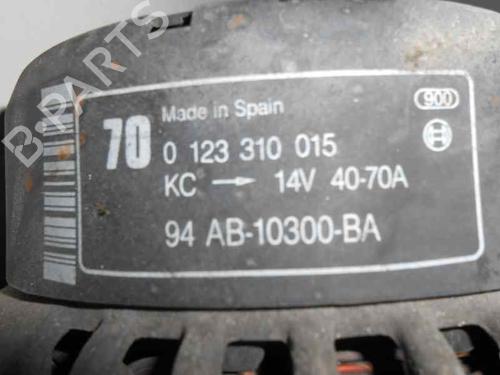 70
Made in Spain
900
0 123 310 015
KC → 14V 40-70A
94 AB-10300-BA
B-PARTS